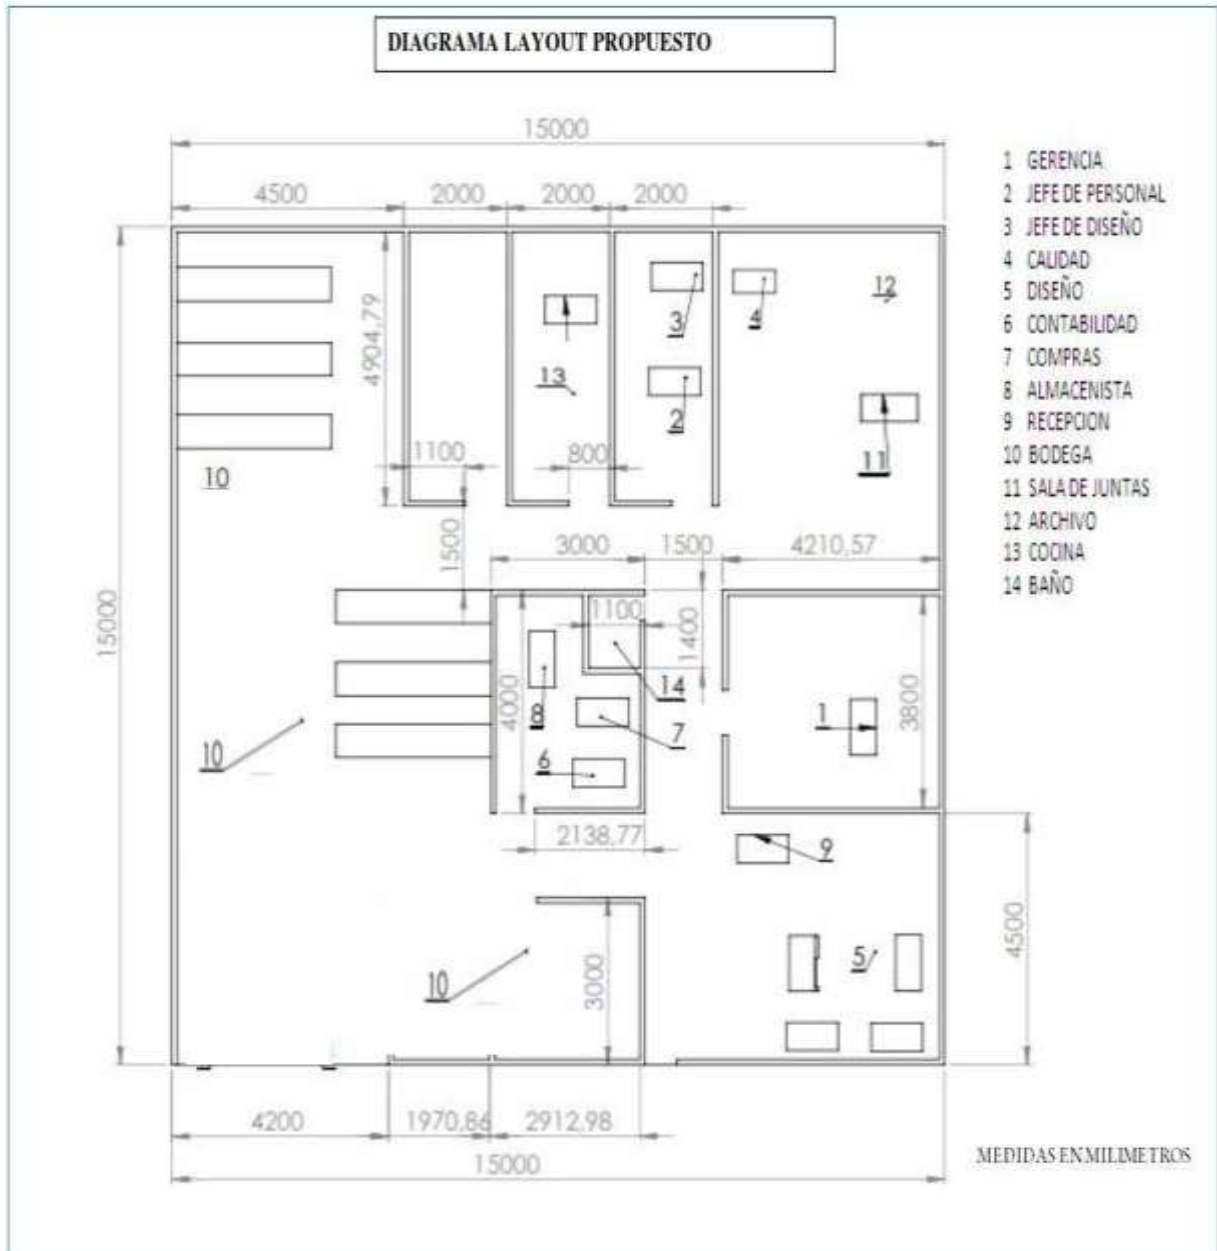 DIAGRAMA LAYOUT PROPUESTO
15000
4500 2000 2000 2000
1 GERENCIA
2 JEFE DE PERSONAL
3 JEFE DE DISEÑO
4 CALIDAD
5 DISEÑO
6 CONTABILIDAD
7 COMPRAS
8 ALMACENISTA
9 RECEPCION
10 BODEGA
11 SALA DE JUNTAS
12 ARCHIVO
13 COCINA
14 BAÑO
12
3 4
4904,79
13
2
1100 800
11
10
1500
3000 1500 4210,57
15000
1100
1400
14
4000
8
7
1
3800
10
6
2138,77
9
4500
5
10
3000
4200 1970,86 2912,98
15000
MEDIDAS EN MILIMETROS